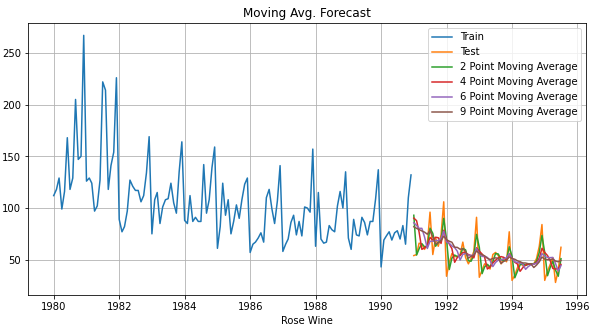 Moving Avg. Forecast
Train
Test
2 Point Moving Average
4 Point Moving Average
6 Point Moving Average
9 Point Moving Average
250
200
150
100
50
1980 1982 1984 1986 1988 1990 1992 1994 1996
Rose Wine